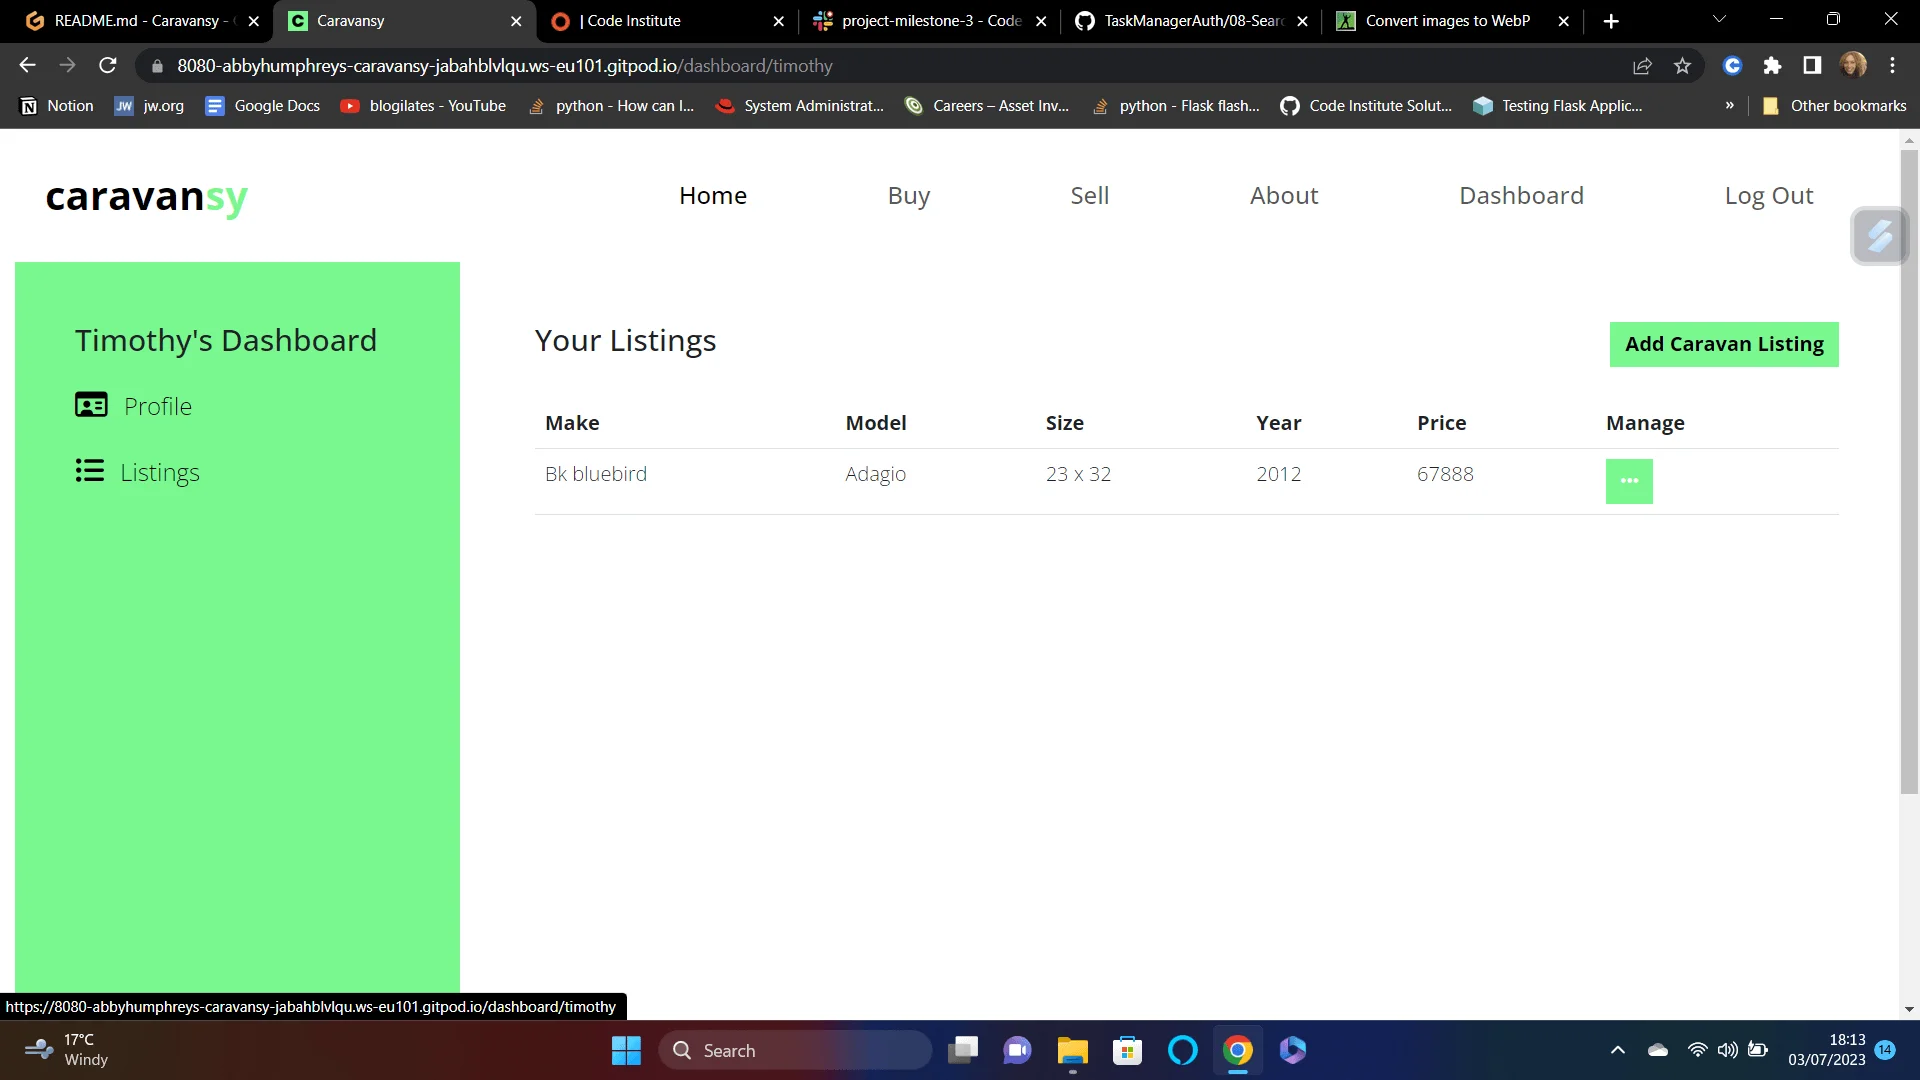 README.md - Caravansy -
Caravansy
| Code Institute
project-milestone-3 - Code
TaskManagerAuth/08-Searc
Convert images to WebP
8080-abbyhumphreys-caravansy-jabahblvlqu.ws-eu101.gitpod.io/dashboard/timothy
Notion
JW jw.org
Google Docs
blogilates - YouTube
python - How can I...
System Administrat...
Careers – Asset Inv...
python - Flask flash...
Code Institute Solut...
Testing Flask Applic...
»
Other bookmarks
caravansy
Home
Buy
Sell
About
Dashboard
Log Out
Timothy's Dashboard
Profile
Listings
Your Listings
Add Caravan Listing
Make Model Size Year Price Manage
Bk bluebird Adagio 23 x 32 2012 67888
https://8080-abbyhumphreys-caravansy-jabahblvlqu.ws-eu101.gitpod.io/dashboard/timothy
17°C
Windy
Search
18:13
03/07/2023
14